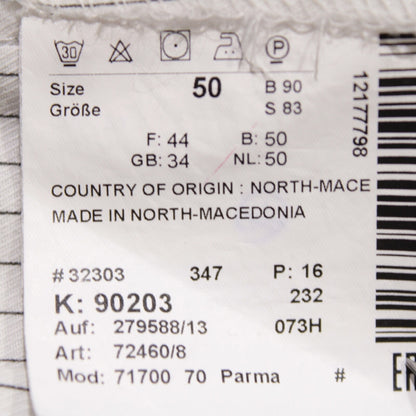 30 P
Size 50 B 90
Größe S 83
F: 44 B: 50
GB: 34 NL: 50
COUNTRY OF ORIGIN : NORTH-MACE
MADE IN NORTH-MACEDONIA
# 32303 347 P: 16
K: 90203 232
Auf: 279588/13 073H
Art: 72460/8
Mod: 71700 70 Parma #
12177798